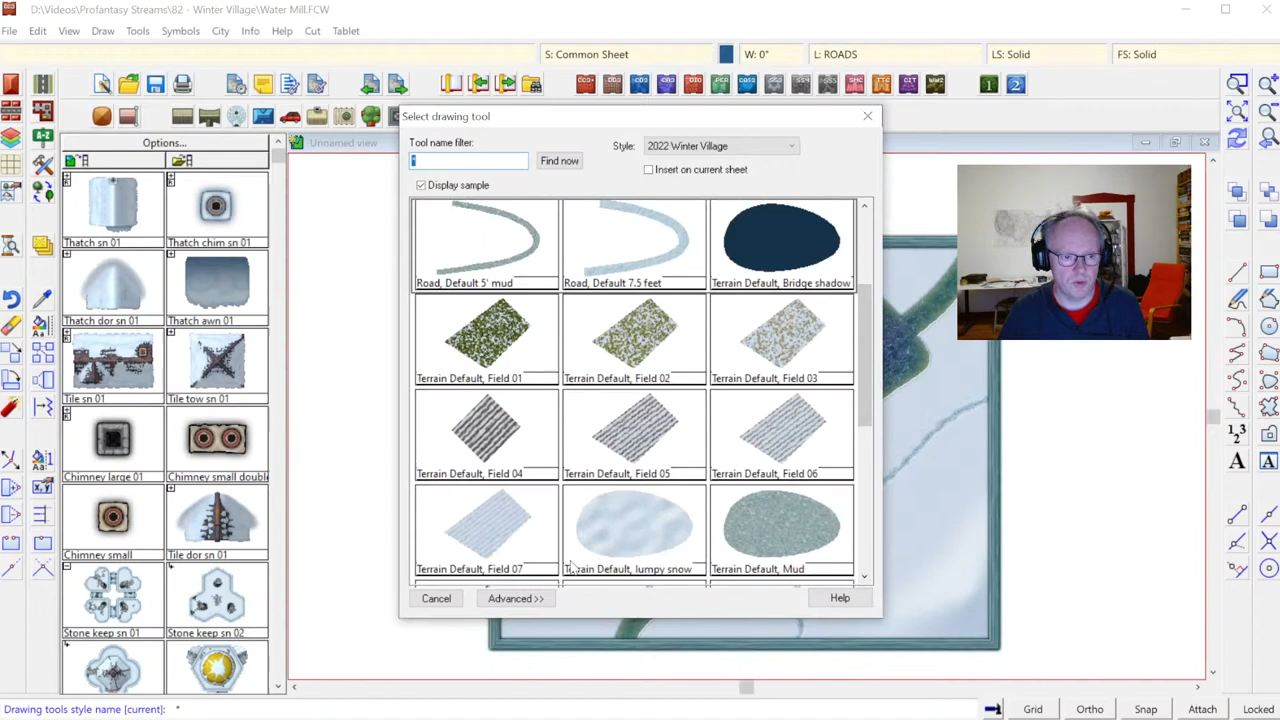 D:\Videos\Profantasy Streams\82 - Winter Village\Water Mill.FCW
File Edit View Draw Tools Symbols City Info Help Cut Tablet
S: Common Sheet W: 0" L: ROADS LS: Solid FS: Solid
Options...
Unnamed view
Thatch sn 01 Thatch chim sn 01
Thatch dor sn 01 Thatch awn 01
Tile sn 01 Tile tow sn 01
Chimney large 01 Chimney small double
Chimney small Tile dor sn 01
Stone keep sn 01 Stone keep sn 02
Select drawing tool
Tool name filter:
*
Find now
Style: 2022 Winter Village
Insert on current sheet
Display sample
Road, Default 5' mud Road, Default 7.5 feet Terrain Default, Bridge shadow
Terrain Default, Field 01 Terrain Default, Field 02 Terrain Default, Field 03
Terrain Default, Field 04 Terrain Default, Field 05 Terrain Default, Field 06
Terrain Default, Field 07 Terrain Default, lumpy snow Terrain Default, Mud
Cancel Advanced >> Help
Drawing tools style name [current]: *
Grid Ortho Snap Attach Locked